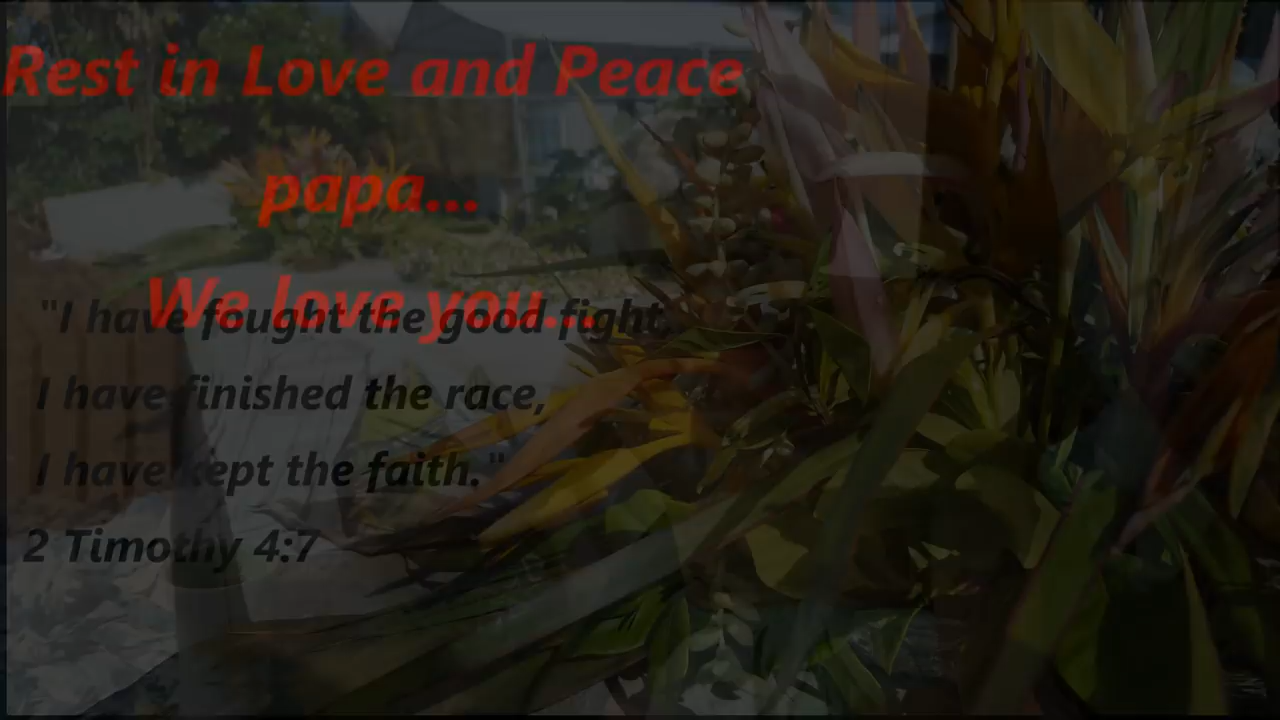 Rest in Love and Peace
papa...
We love you...
"I have fought the good fight,
I have finished the race,
I have kept the faith."
2 Timothy 4:7